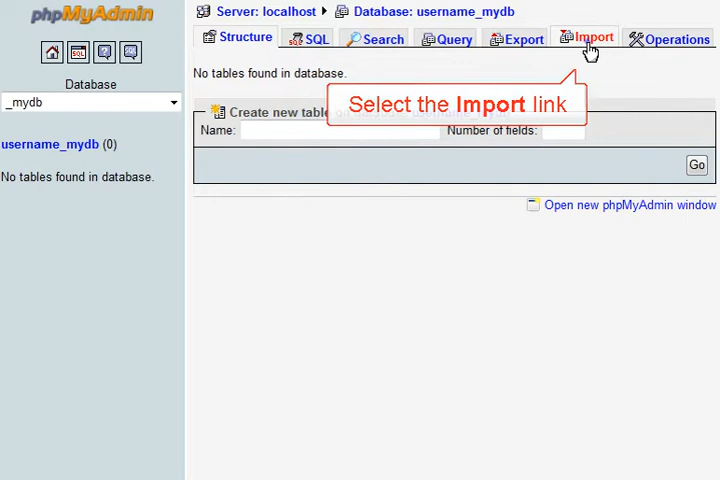 phpMyAdmin
Server: localhost Database: username_mydb
Structure SQL Search Query Export Import Operations
Database
_mydb
username_mydb (0)
No tables found in database.
No tables found in database.
Select the Import link
Create new table on
Name: Number of fields:
Go
Open new phpMyAdmin window